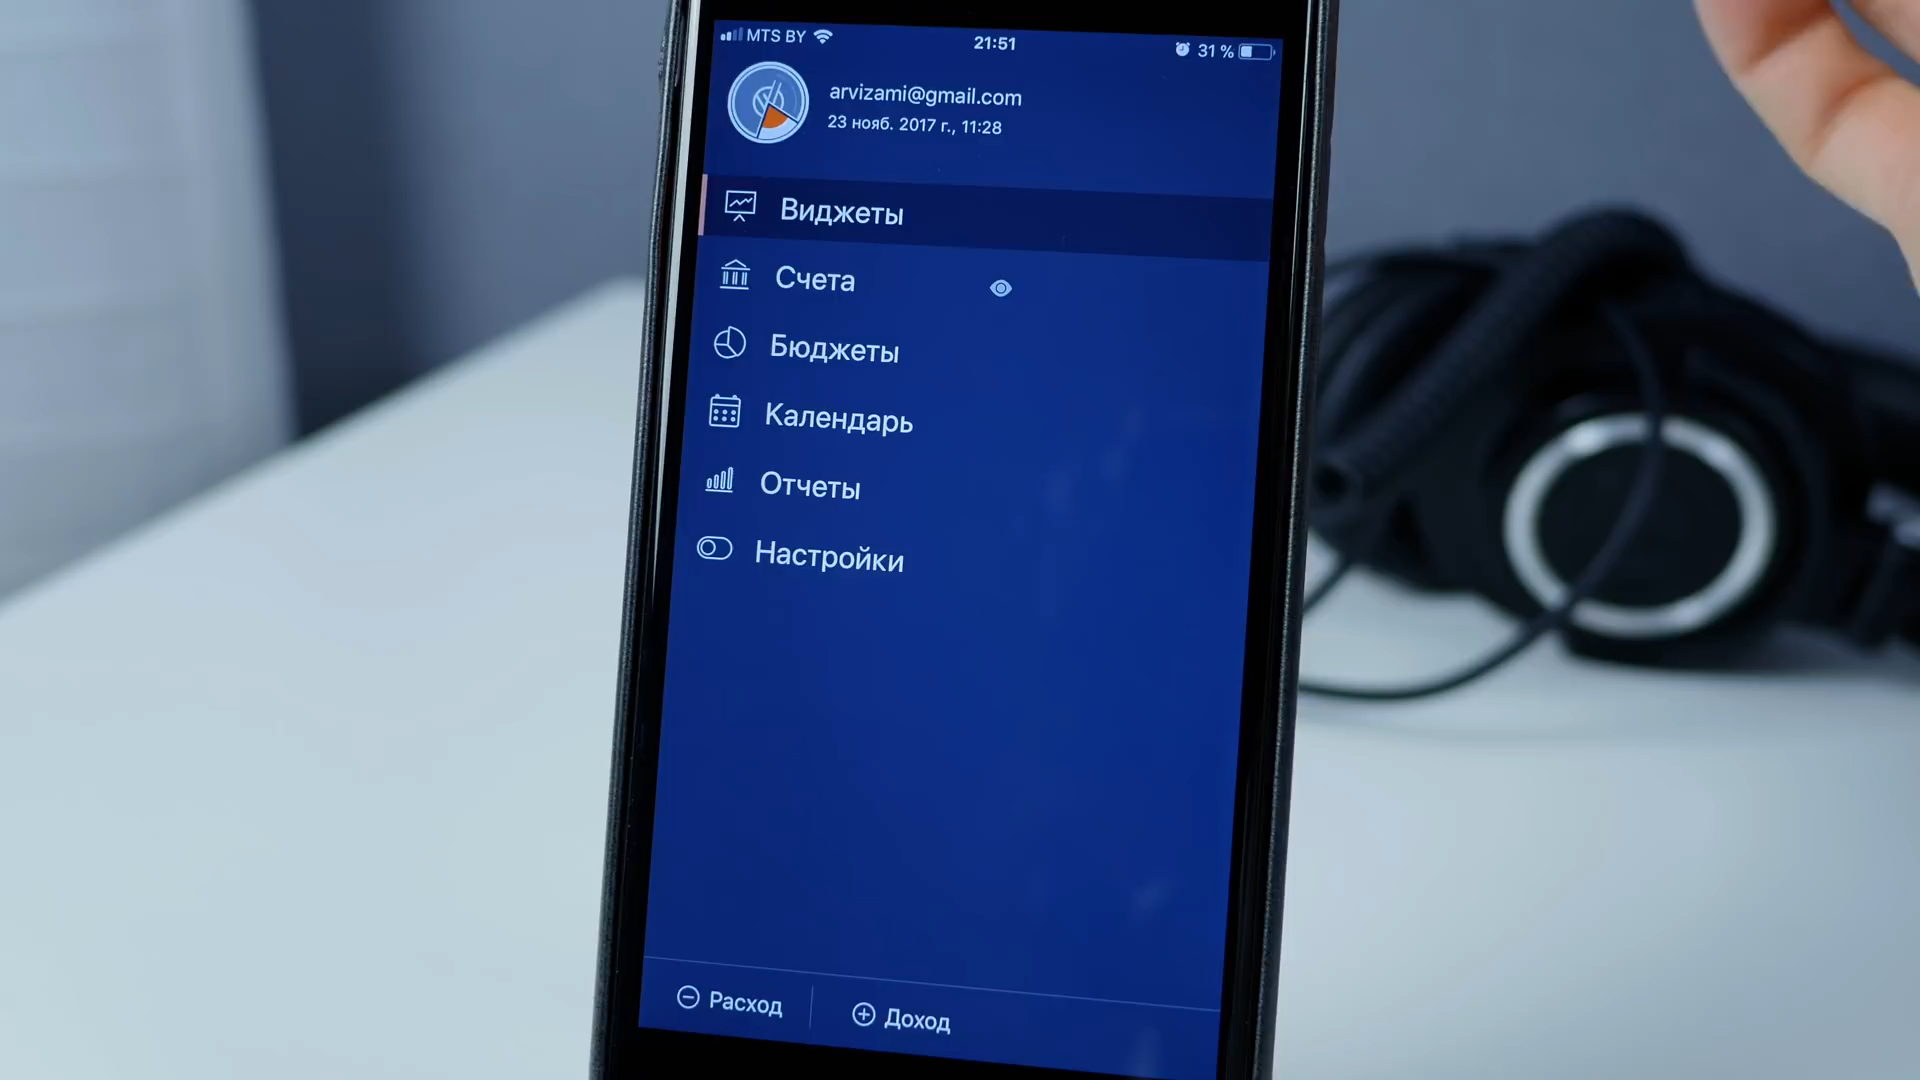 MTS BY
21:51
31 %
arvizami@gmail.com
23 нояб. 2017 г., 11:28
Виджеты
Счета
Бюджеты
Календарь
Отчеты
Настройки
Расход
Доход